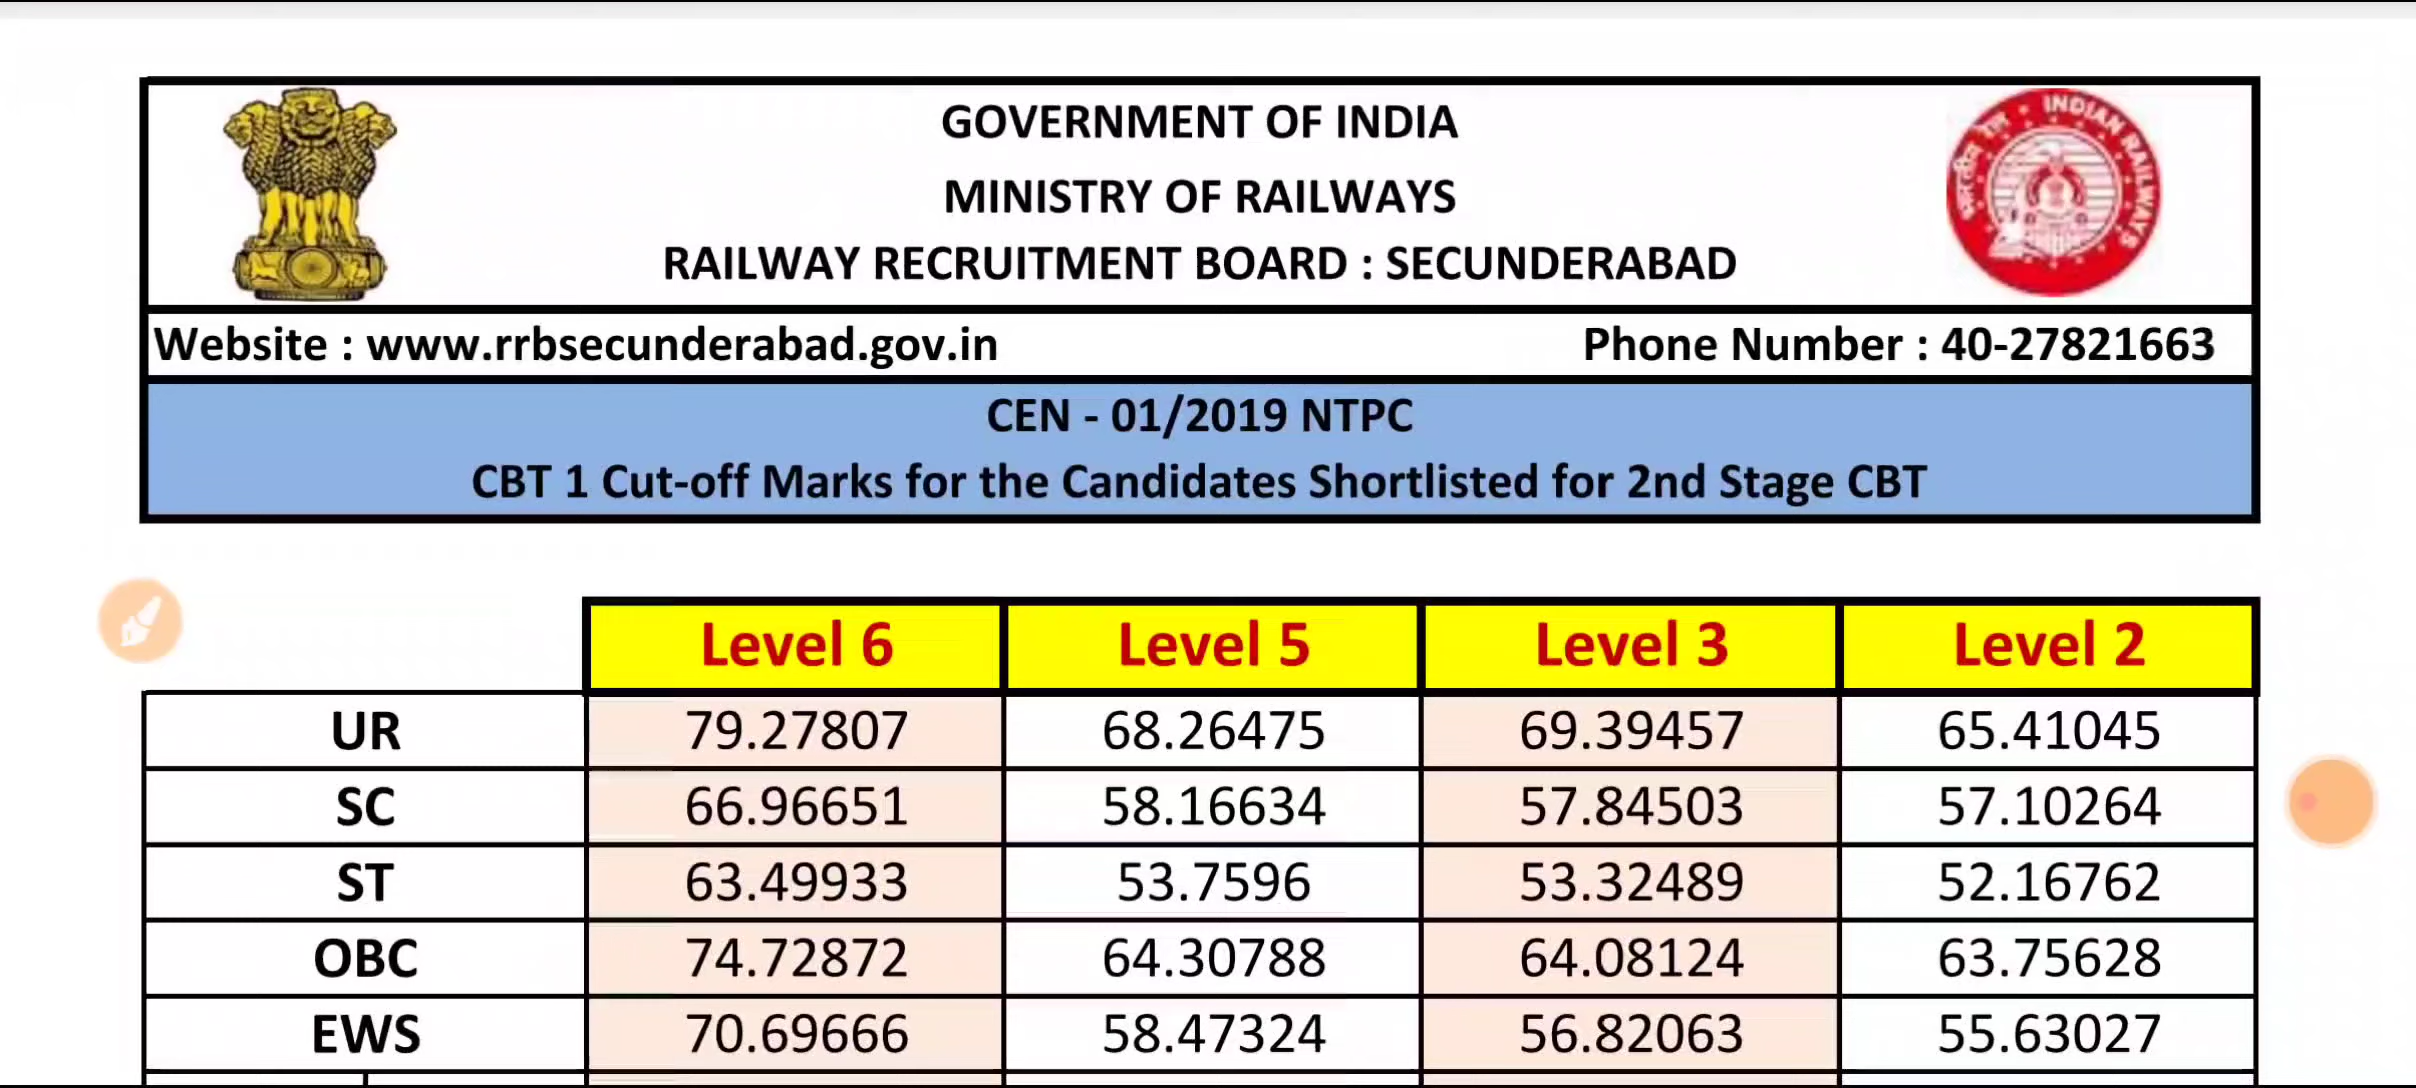 GOVERNMENT OF INDIA
MINISTRY OF RAILWAYS
RAILWAY RECRUITMENT BOARD : SECUNDERABAD
भारतीय रेल INDIAN RAILWAYS
Website : www.rrbsecunderabad.gov.in Phone Number : 40-27821663
CEN - 01/2019 NTPC
CBT 1 Cut-off Marks for the Candidates Shortlisted for 2nd Stage CBT
Level 6 Level 5 Level 3 Level 2
UR 79.27807 68.26475 69.39457 65.41045
SC 66.96651 58.16634 57.84503 57.10264
ST 63.49933 53.7596 53.32489 52.16762
OBC 74.72872 64.30788 64.08124 63.75628
EWS 70.69666 58.47324 56.82063 55.63027